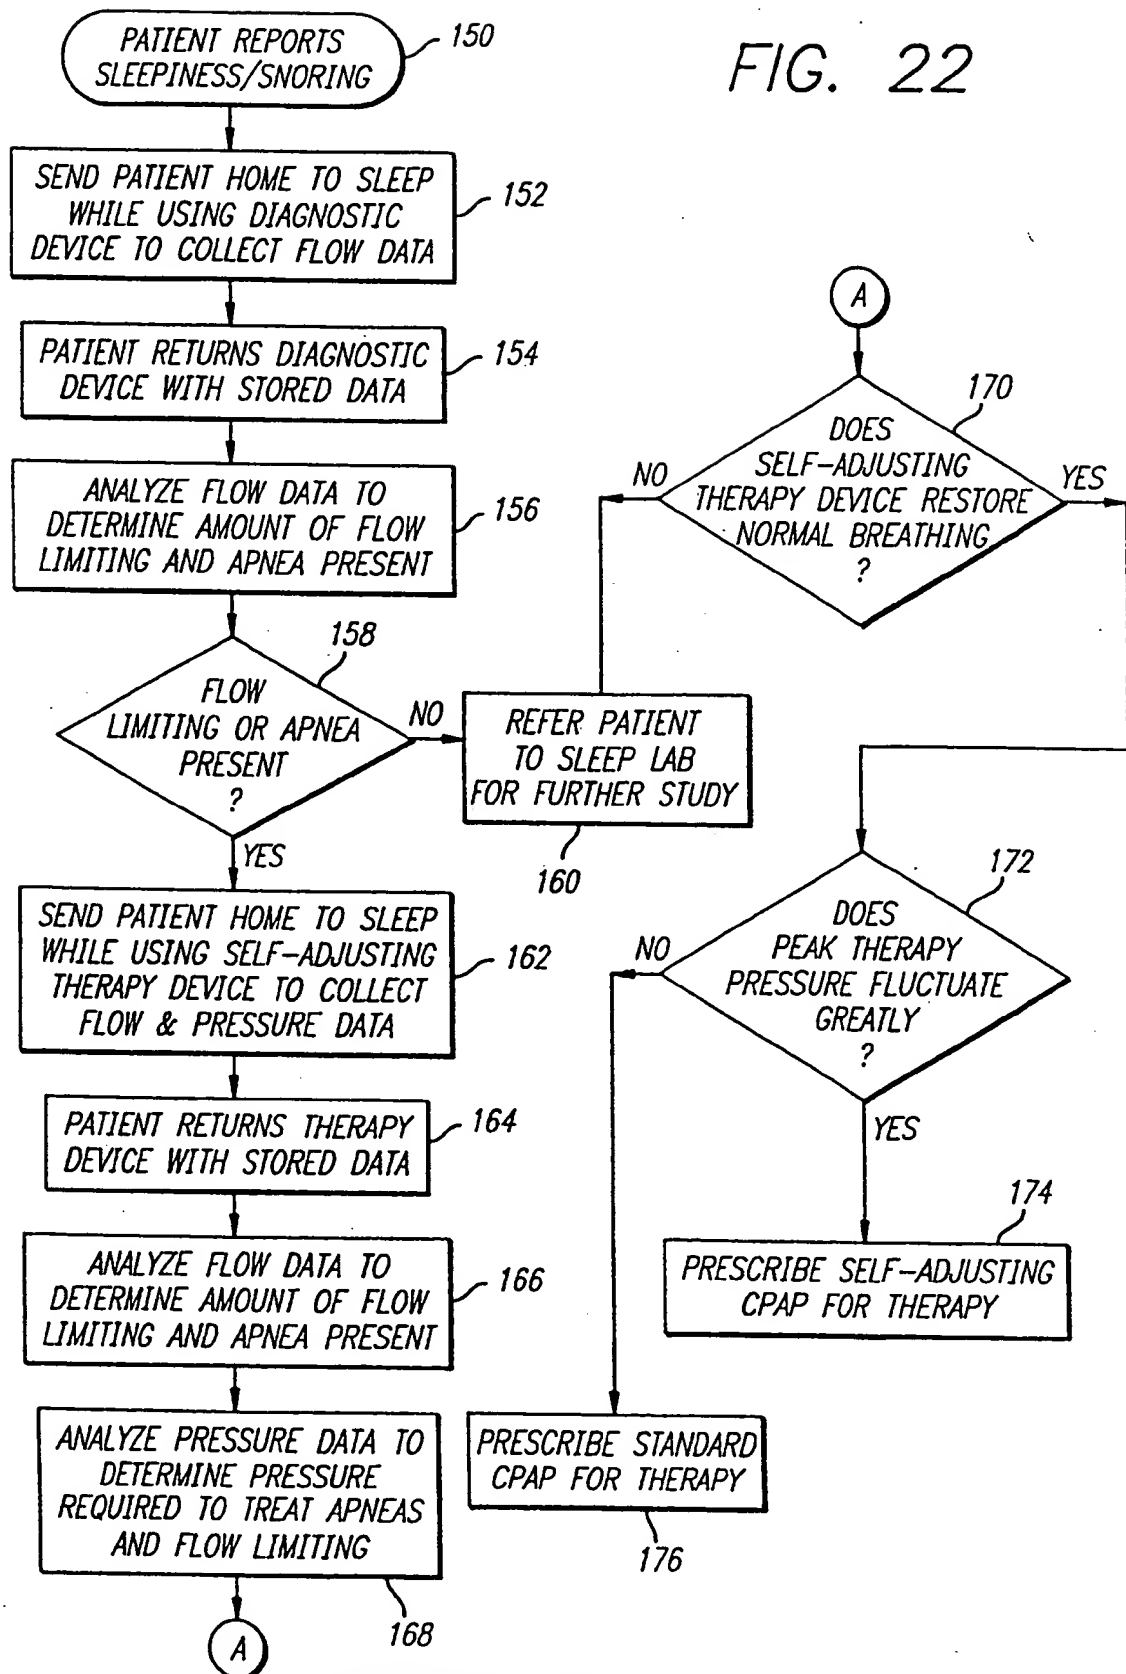 FIG. 22
PATIENT REPORTS
SLEEPINESS/SNORING
150
SEND PATIENT HOME TO SLEEP
WHILE USING DIAGNOSTIC
DEVICE TO COLLECT FLOW DATA
152
PATIENT RETURNS DIAGNOSTIC
DEVICE WITH STORED DATA
154
ANALYZE FLOW DATA TO
DETERMINE AMOUNT OF FLOW
LIMITING AND APNEA PRESENT
156
FLOW
LIMITING OR APNEA
PRESENT
?
158
NO
YES
REFER PATIENT
TO SLEEP LAB
FOR FURTHER STUDY
160
SEND PATIENT HOME TO SLEEP
WHILE USING SELF-ADJUSTING
THERAPY DEVICE TO COLLECT
FLOW & PRESSURE DATA
162
PATIENT RETURNS THERAPY
DEVICE WITH STORED DATA
164
ANALYZE FLOW DATA TO
DETERMINE AMOUNT OF FLOW
LIMITING AND APNEA PRESENT
166
ANALYZE PRESSURE DATA TO
DETERMINE PRESSURE
REQUIRED TO TREAT APNEAS
AND FLOW LIMITING
168
A
A
DOES
SELF-ADJUSTING
THERAPY DEVICE RESTORE
NORMAL BREATHING
?
170
NO
YES
DOES
PEAK THERAPY
PRESSURE FLUCTUATE
GREATLY
?
172
NO
YES
PRESCRIBE SELF-ADJUSTING
CPAP FOR THERAPY
174
PRESCRIBE STANDARD
CPAP FOR THERAPY
176